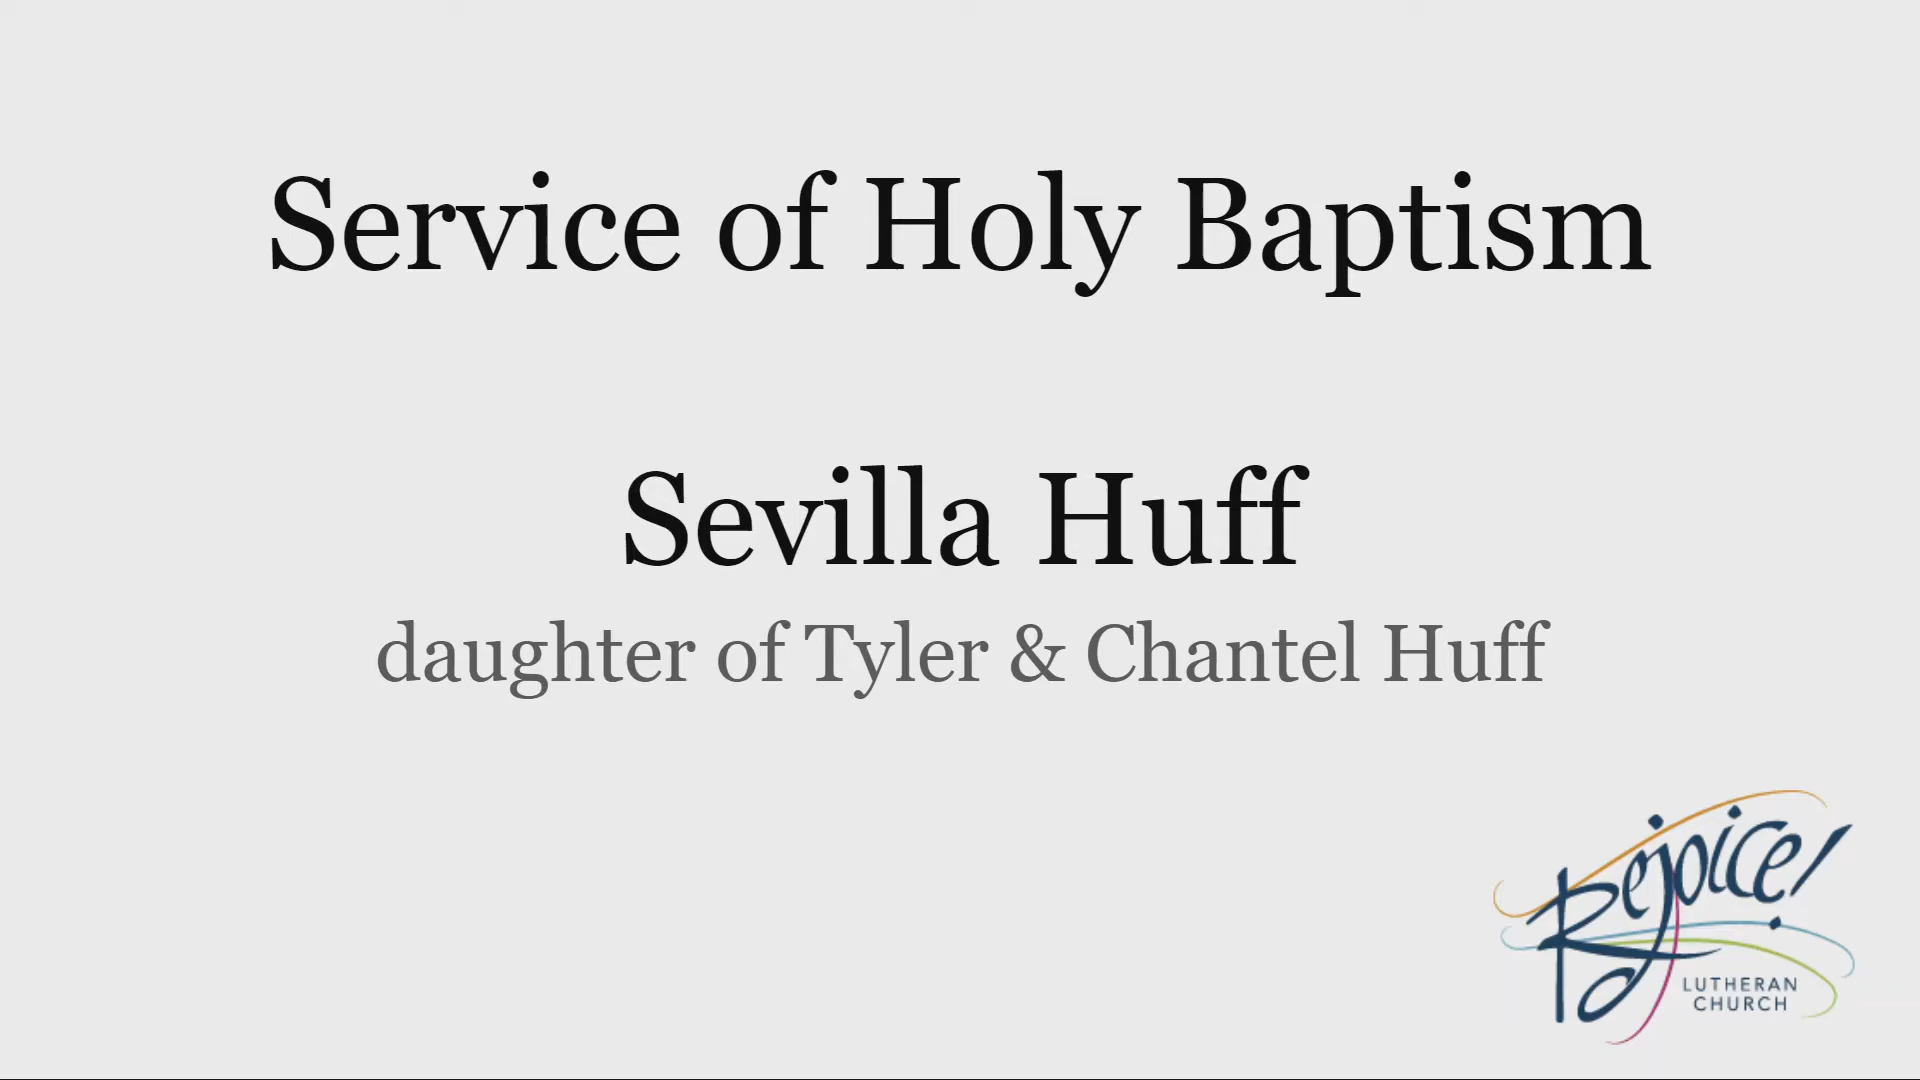 Service of Holy Baptism
Sevilla Huff
daughter of Tyler & Chantel Huff
Rejoice!
LUTHERAN
CHURCH